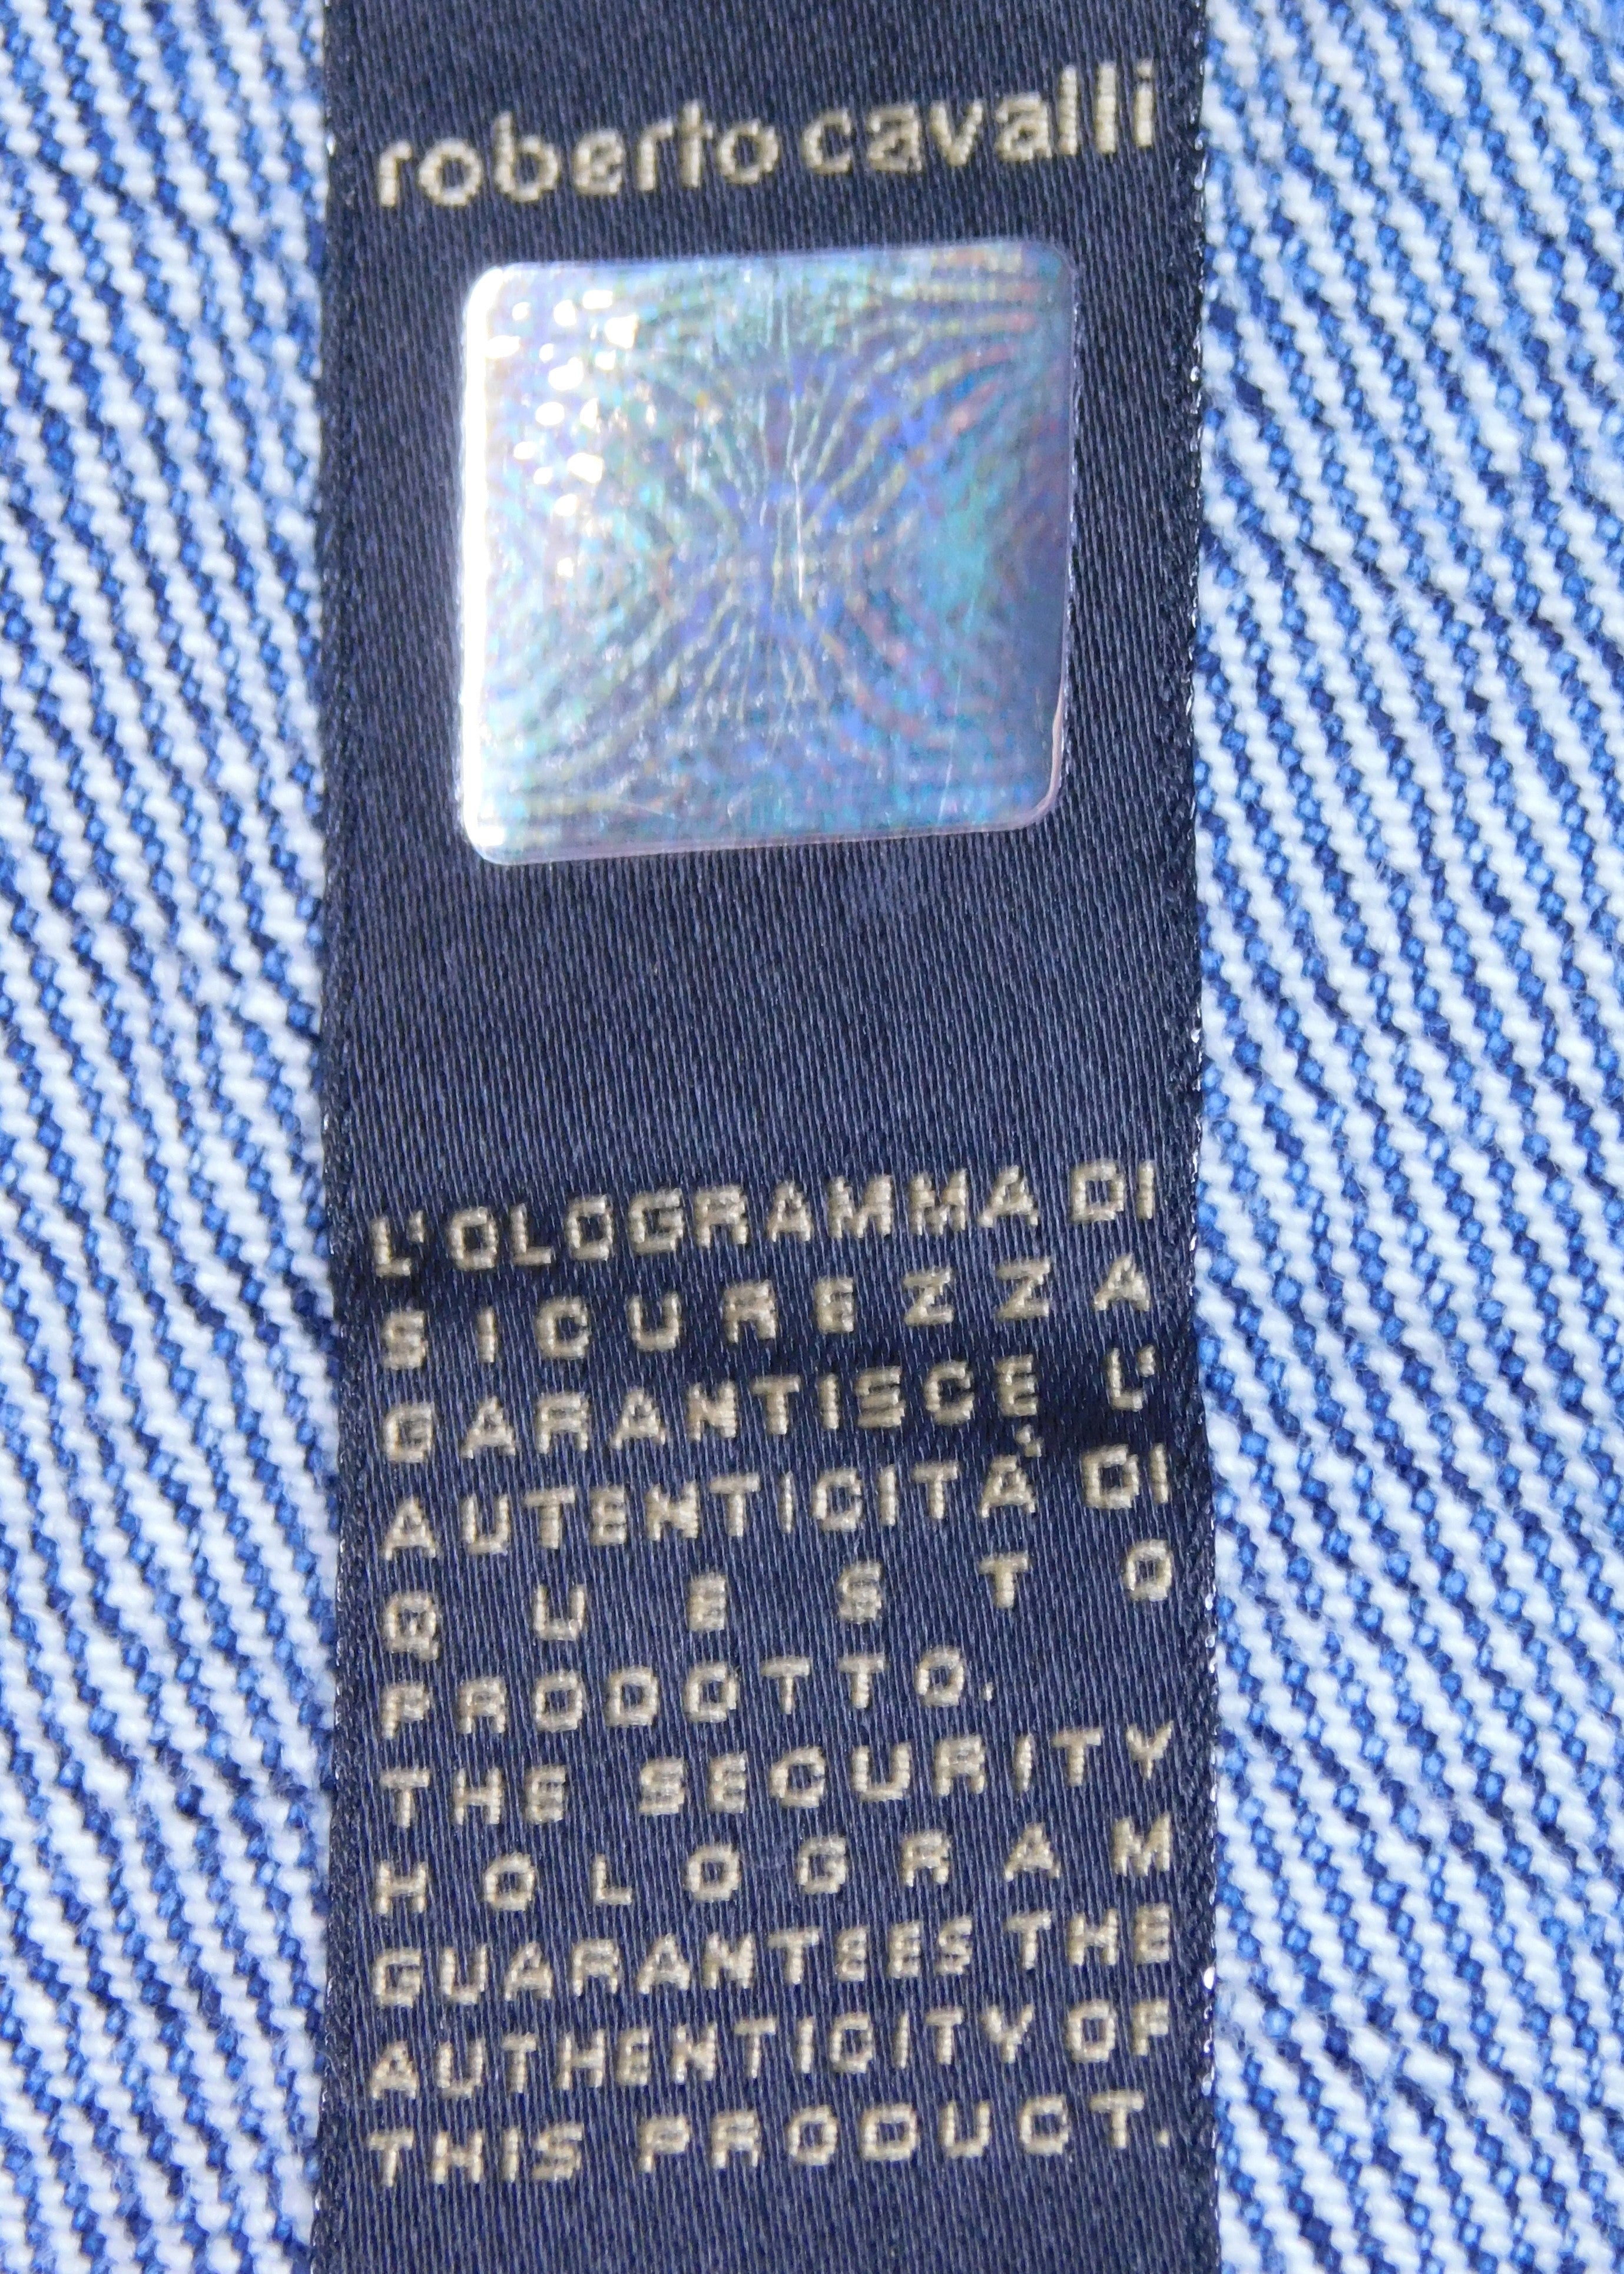 roberto cavalli
L'OLOGRAMMA DI
SICUREZZA
GARANTISCE L'
AUTENTICITÀ DI
QUESTO
PRODOTTO.
THE SECURITY
HOLOGRAM
GUARANTEES THE
AUTHENTICITY OF
THIS PRODUCT.